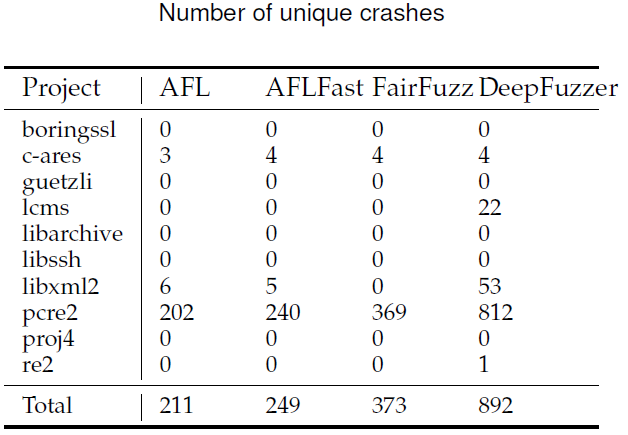 Number of unique crashes
Project AFL AFLFast FairFuzz DeepFuzzer
boringssl 0 0 0 0
c-ares 3 4 4 4
guetzli 0 0 0 0
lcms 0 0 0 22
libarchive 0 0 0 0
libssh 0 0 0 0
libxml2 6 5 0 53
pcre2 202 240 369 812
proj4 0 0 0 0
re2 0 0 0 1
Total 211 249 373 892